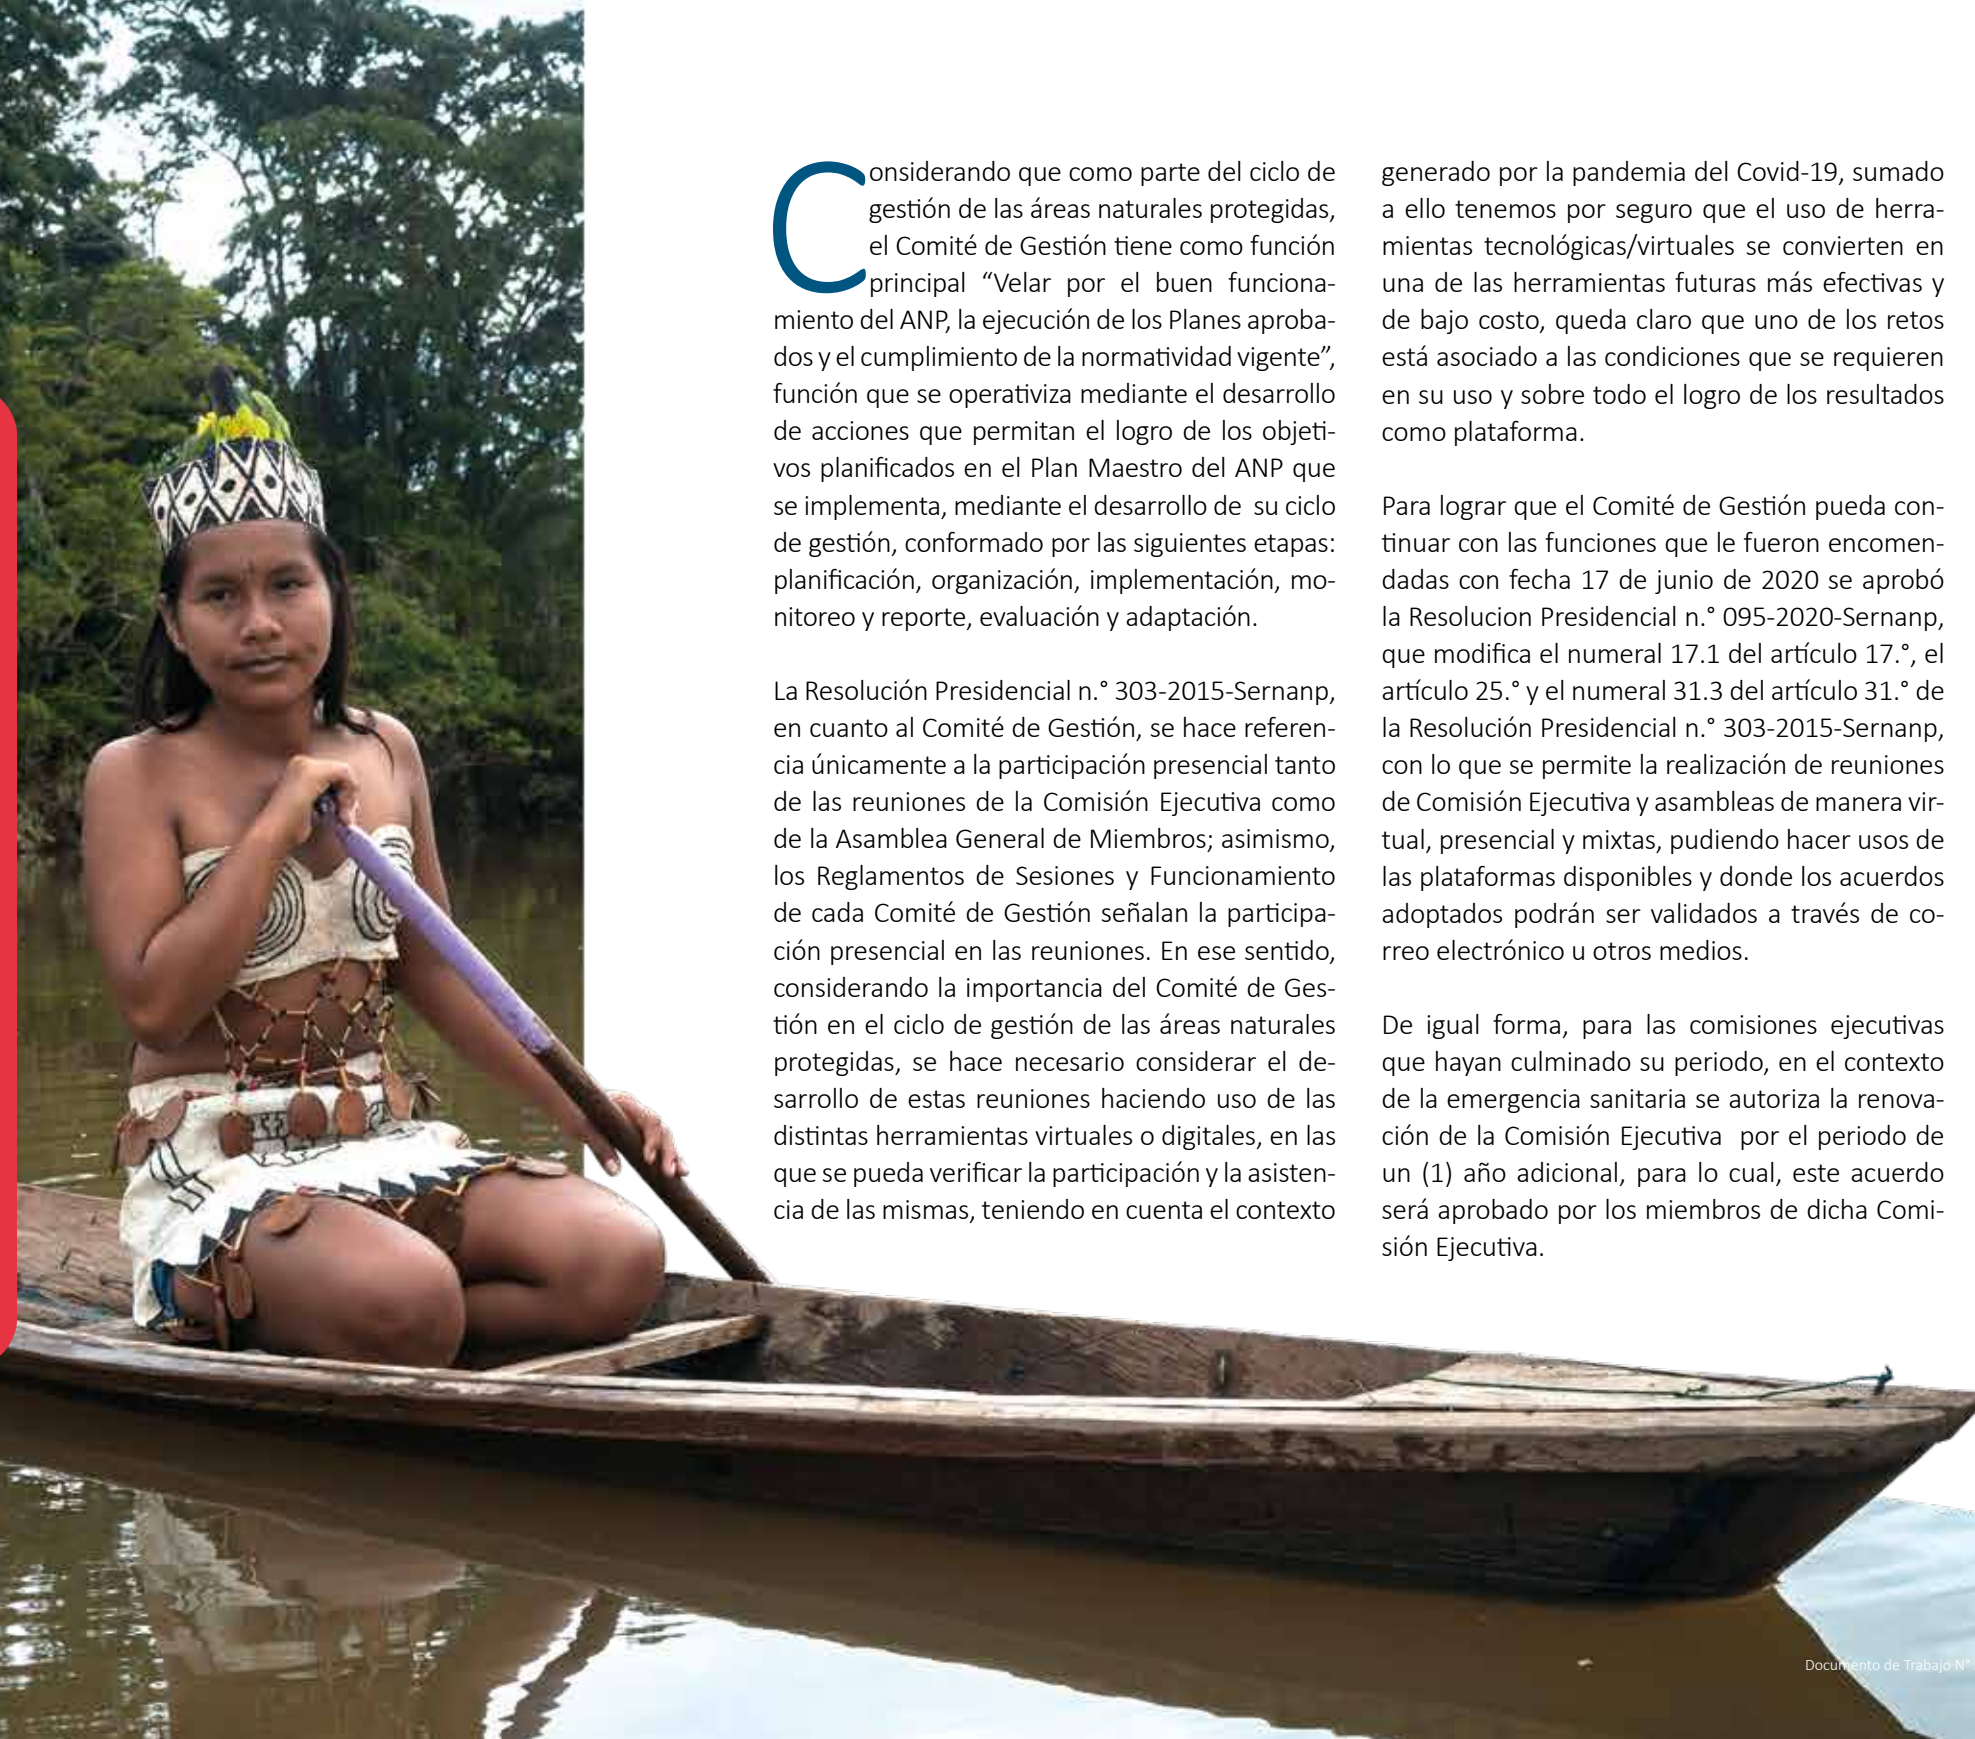 Considerando que como parte del ciclo de
gestión de las áreas naturales protegidas,
el Comité de Gestión tiene como función
principal “Velar por el buen funciona-
miento del ANP, la ejecución de los Planes aproba-
dos y el cumplimiento de la normatividad vigente”,
función que se operativiza mediante el desarrollo
de acciones que permitan el logro de los objeti-
vos planificados en el Plan Maestro del ANP que
se implementa, mediante el desarrollo de su ciclo
de gestión, conformado por las siguientes etapas:
planificación, organización, implementación, mo-
nitoreo y reporte, evaluación y adaptación.
La Resolución Presidencial n.° 303-2015-Sernanp,
en cuanto al Comité de Gestión, se hace referen-
cia únicamente a la participación presencial tanto
de las reuniones de la Comisión Ejecutiva como
de la Asamblea General de Miembros; asimismo,
los Reglamentos de Sesiones y Funcionamiento
de cada Comité de Gestión señalan la participa-
ción presencial en las reuniones. En ese sentido,
considerando la importancia del Comité de Ges-
tión en el ciclo de gestión de las áreas naturales
protegidas, se hace necesario considerar el de-
sarrollo de estas reuniones haciendo uso de las
distintas herramientas virtuales o digitales, en las
que se pueda verificar la participación y la asisten-
cia de las mismas, teniendo en cuenta el contexto
generado por la pandemia del Covid-19, sumado
a ello tenemos por seguro que el uso de herra-
mientas tecnológicas/virtuales se convierten en
una de las herramientas futuras más efectivas y
de bajo costo, queda claro que uno de los retos
está asociado a las condiciones que se requieren
en su uso y sobre todo el logro de los resultados
como plataforma.
Para lograr que el Comité de Gestión pueda con-
tinuar con las funciones que le fueron encomen-
dadas con fecha 17 de junio de 2020 se aprobó
la Resolucion Presidencial n.° 095-2020-Sernanp,
que modifica el numeral 17.1 del artículo 17.°, el
artículo 25.° y el numeral 31.3 del artículo 31.° de
la Resolución Presidencial n.° 303-2015-Sernanp,
con lo que se permite la realización de reuniones
de Comisión Ejecutiva y asambleas de manera vir-
tual, presencial y mixtas, pudiendo hacer usos de
las plataformas disponibles y donde los acuerdos
adoptados podrán ser validados a través de co-
rreo electrónico u otros medios.
De igual forma, para las comisiones ejecutivas
que hayan culminado su periodo, en el contexto
de la emergencia sanitaria se autoriza la renova-
ción de la Comisión Ejecutiva por el periodo de
un (1) año adicional, para lo cual, este acuerdo
será aprobado por los miembros de dicha Comi-
sión Ejecutiva.
Documento de Trabajo N°